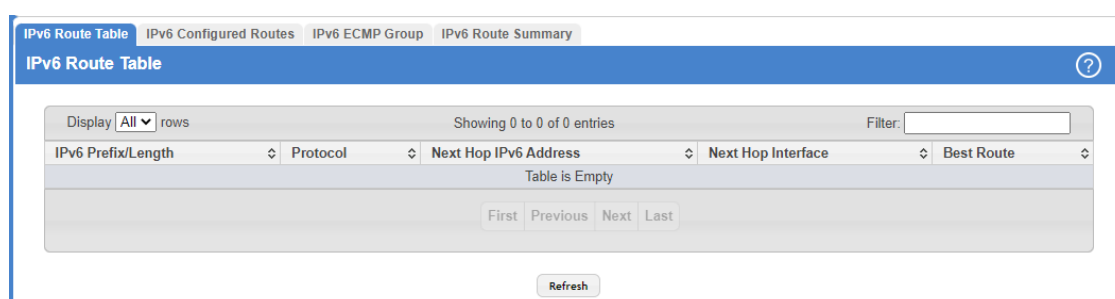 IPv6 Route Table IPv6 Configured Routes IPv6 ECMP Group IPv6 Route Summary
IPv6 Route Table ?
Display All rows Showing 0 to 0 of 0 entries Filter:
IPv6 Prefix/Length Protocol Next Hop IPv6 Address Next Hop Interface Best Route
Table is Empty
First Previous Next Last
Refresh